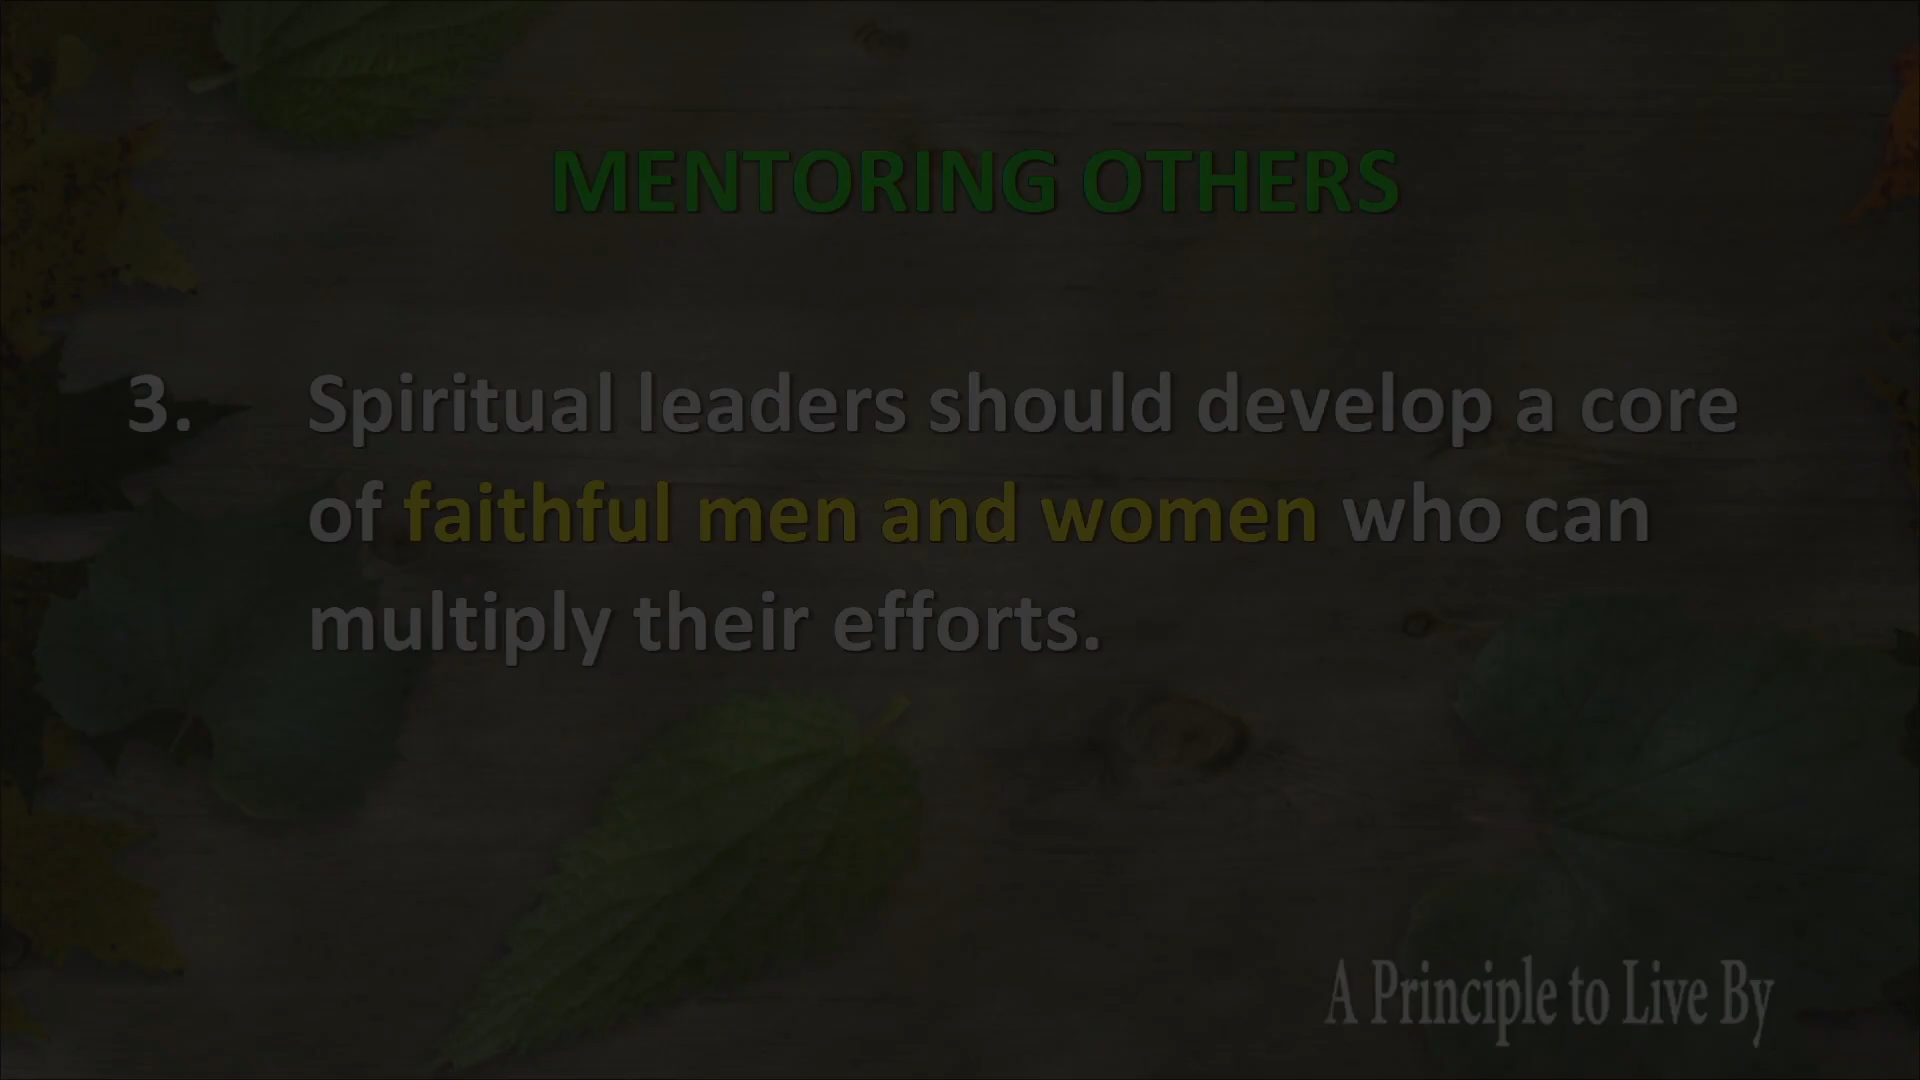 MENTORING OTHERS
3. Spiritual leaders should develop a core
of faithful men and women who can
multiply their efforts.
A Principle to Live By